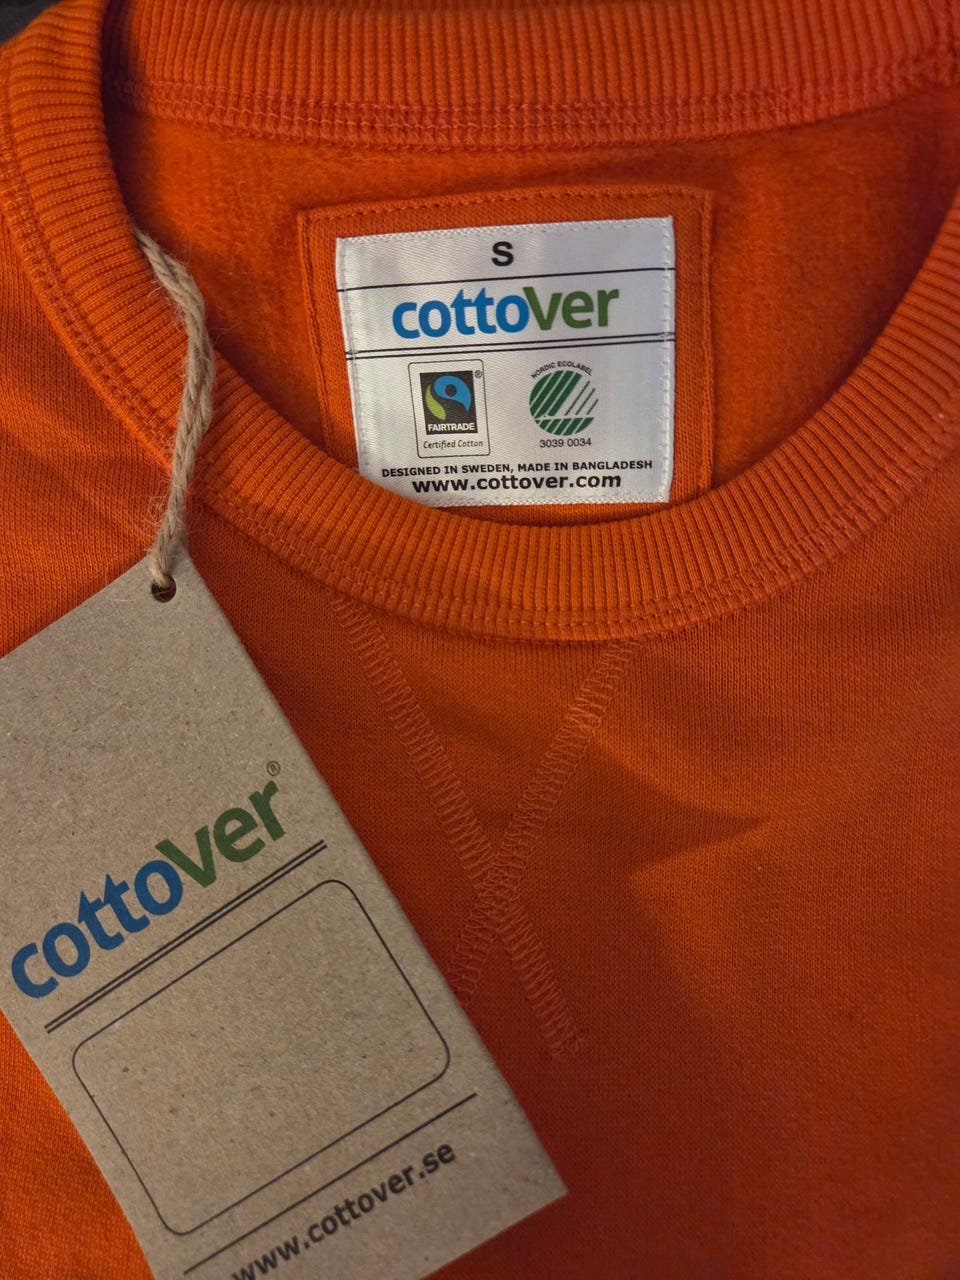 S
cottover
FAIRTRADE
®
Certified Cotton
NORDIC ECOLABEL
3039 0034
DESIGNED IN SWEDEN, MADE IN BANGLADESH
www.cottover.com
cottover®
www.cottover.se